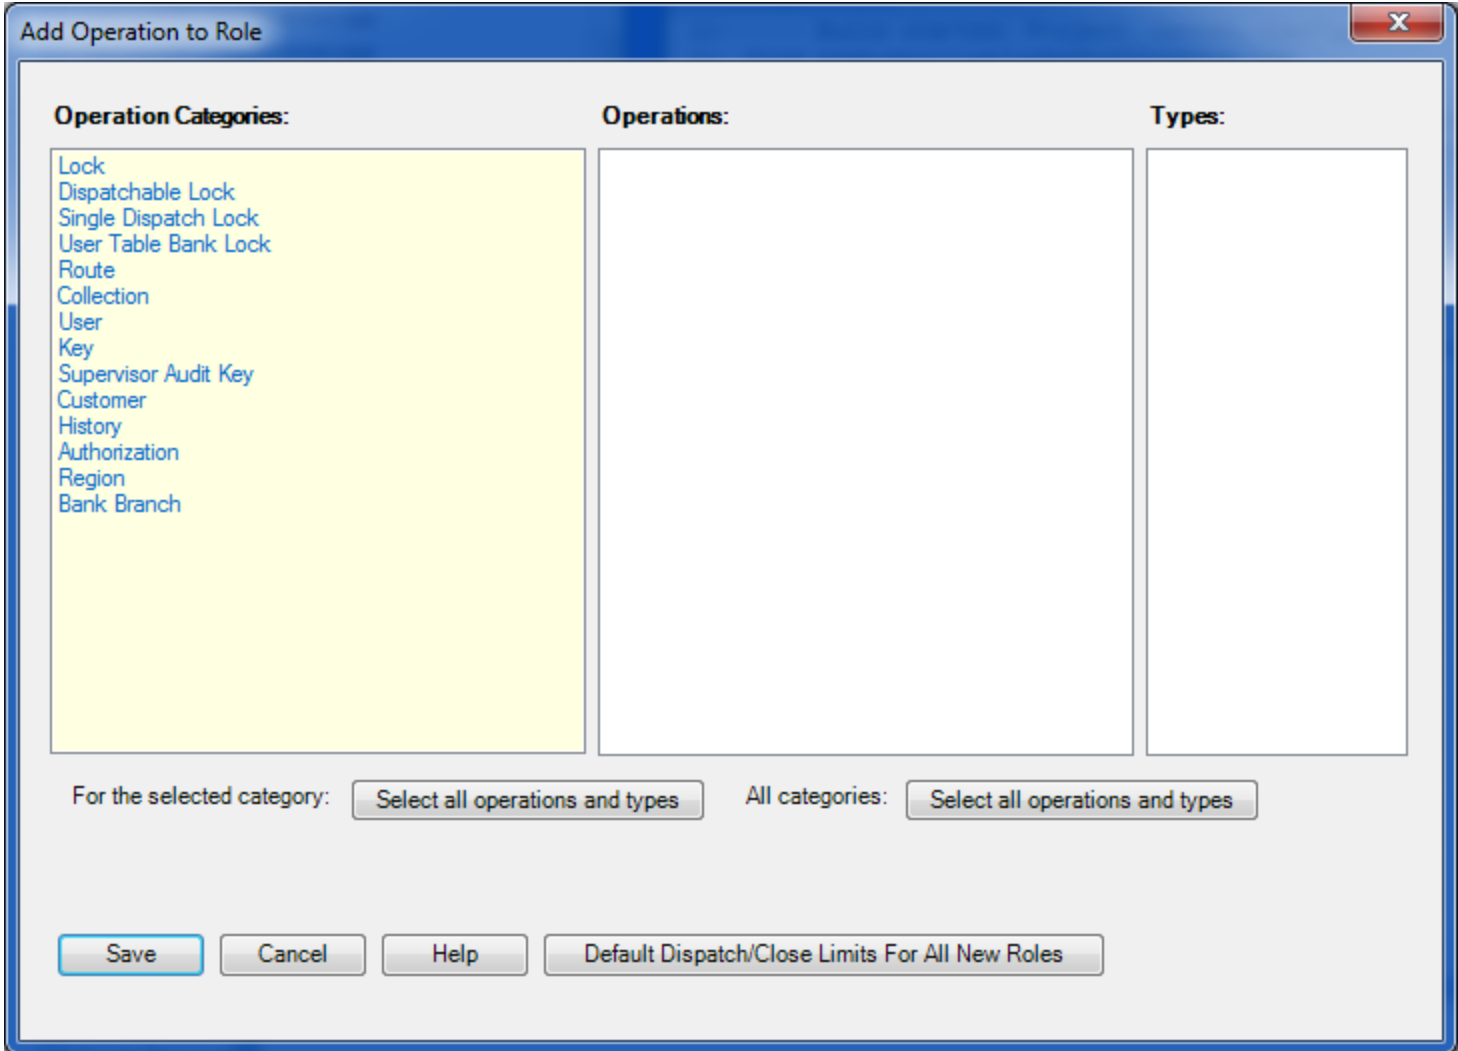 Add Operation to Role
Operation Categories: Operations: Types:
Lock
Dispatchable Lock
Single Dispatch Lock
User Table Bank Lock
Route
Collection
User
Key
Supervisor Audit Key
Customer
History
Authorization
Region
Bank Branch
For the selected category: Select all operations and types All categories: Select all operations and types
Save Cancel Help Default Dispatch/Close Limits For All New Roles